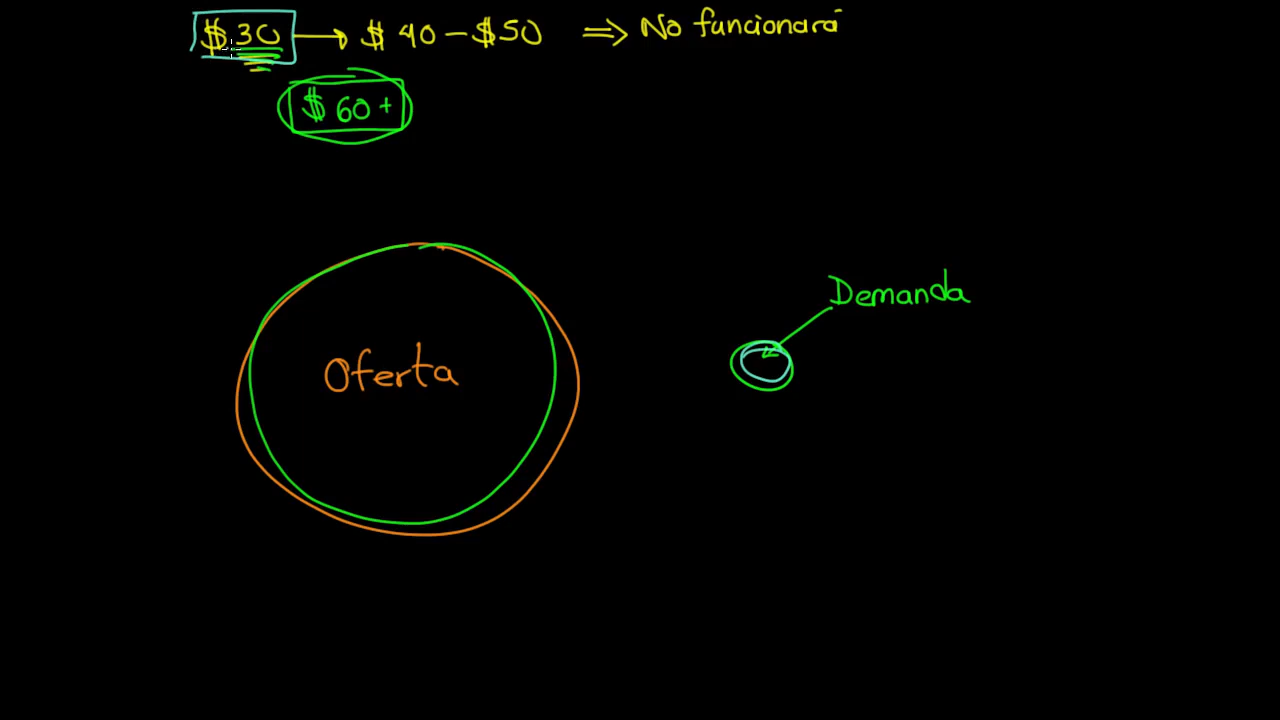 $30 → $ 40 - $50 ⇒ No funcionará
$ 60 +
Demanda
Oferta